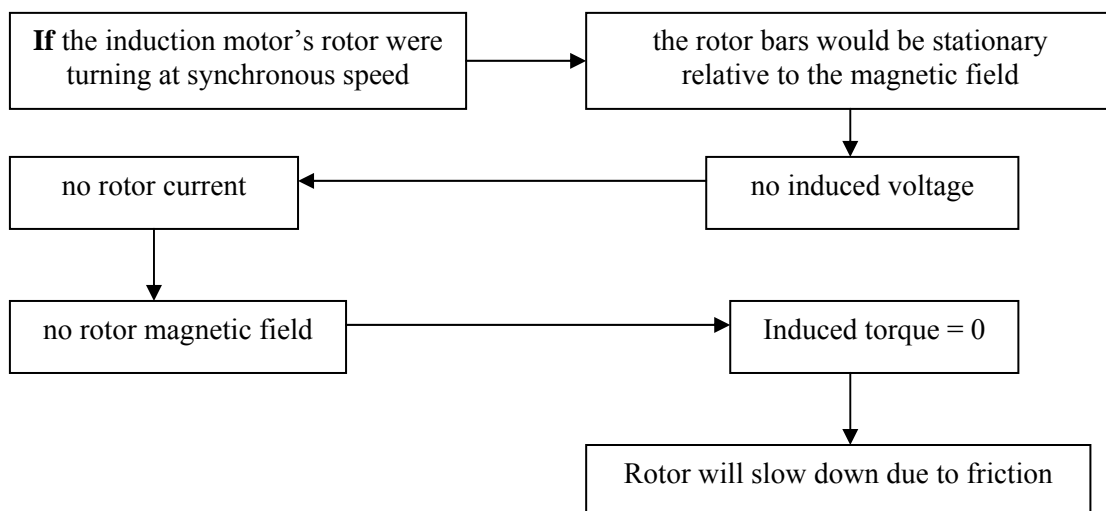 If the induction motor’s rotor were
turning at synchronous speed
the rotor bars would be stationary
relative to the magnetic field
no induced voltage
no rotor current
no rotor magnetic field
Induced torque = 0
Rotor will slow down due to friction